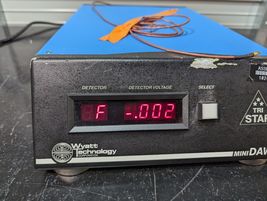 DETECTOR DETECTOR VOLTAGE
SELECT
F -.002
TRI
STAR
Wyatt
Technology
miniDAW